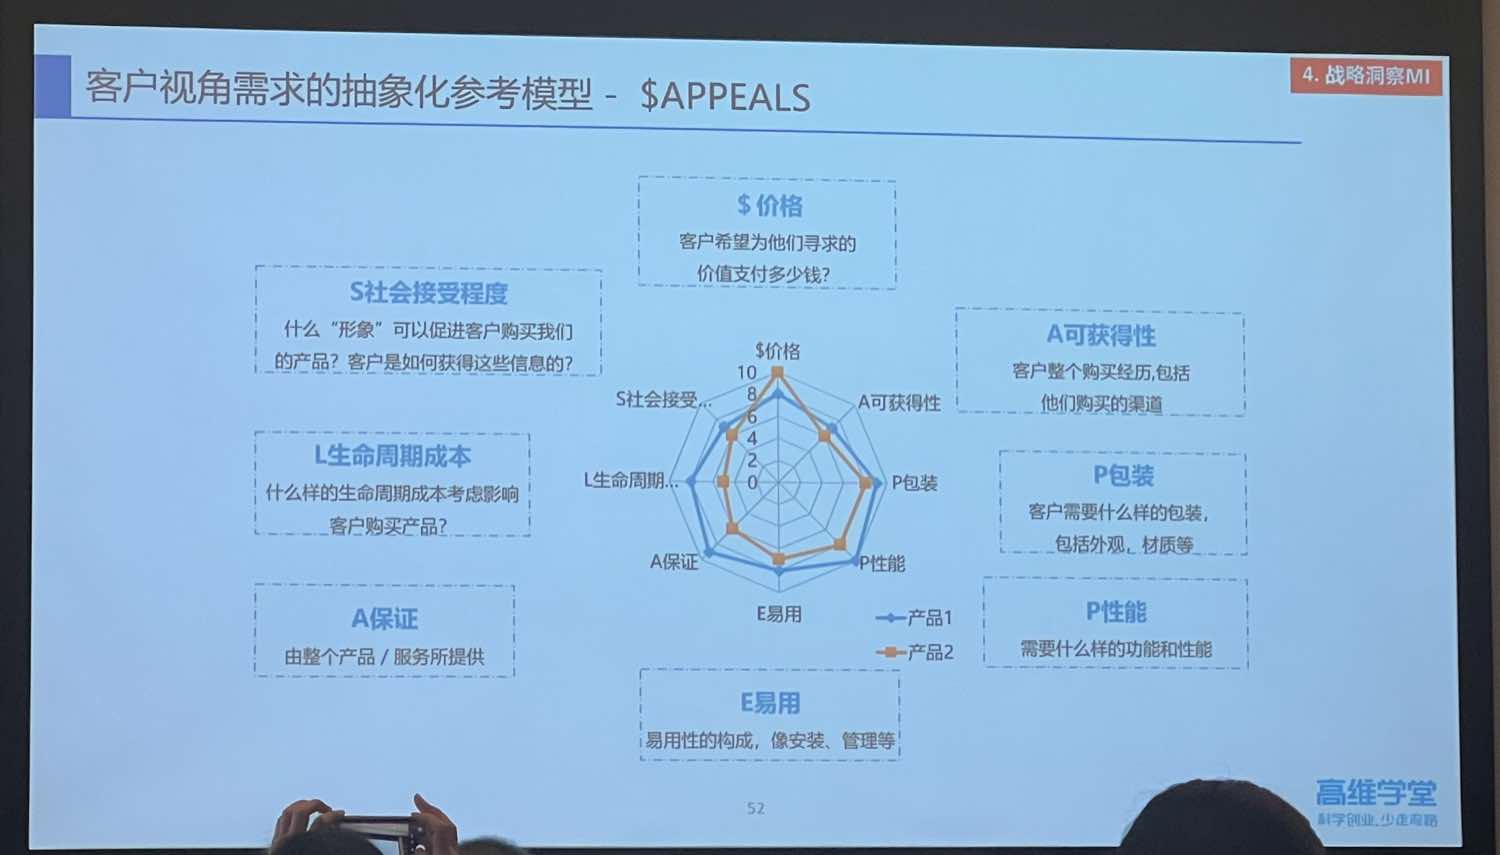 客户视角需求的抽象化参考模型 - $APPEALS
4. 战略洞察MI
$ 价格
客户希望为他们寻求的
价值支付多少钱？
S社会接受程度
什么“形象”可以促进客户购买我们
的产品？客户是如何获得这些信息的？
A可获得性
客户整个购买经历,包括
他们购买的渠道
L生命周期成本
什么样的生命周期成本考虑影响
客户购买产品？
P包装
客户需要什么样的包装，
包括外观，材质等
A保证
由整个产品 / 服务所提供
P性能
需要什么样的功能和性能
E易用
易用性的构成，像安装、管理等
$价格
10
8
6
4
2
0
S社会接受...
A可获得性
L生命周期...
P包装
A保证
P性能
E易用
产品1
产品2
52
高维学堂
科学创业,少走弯路